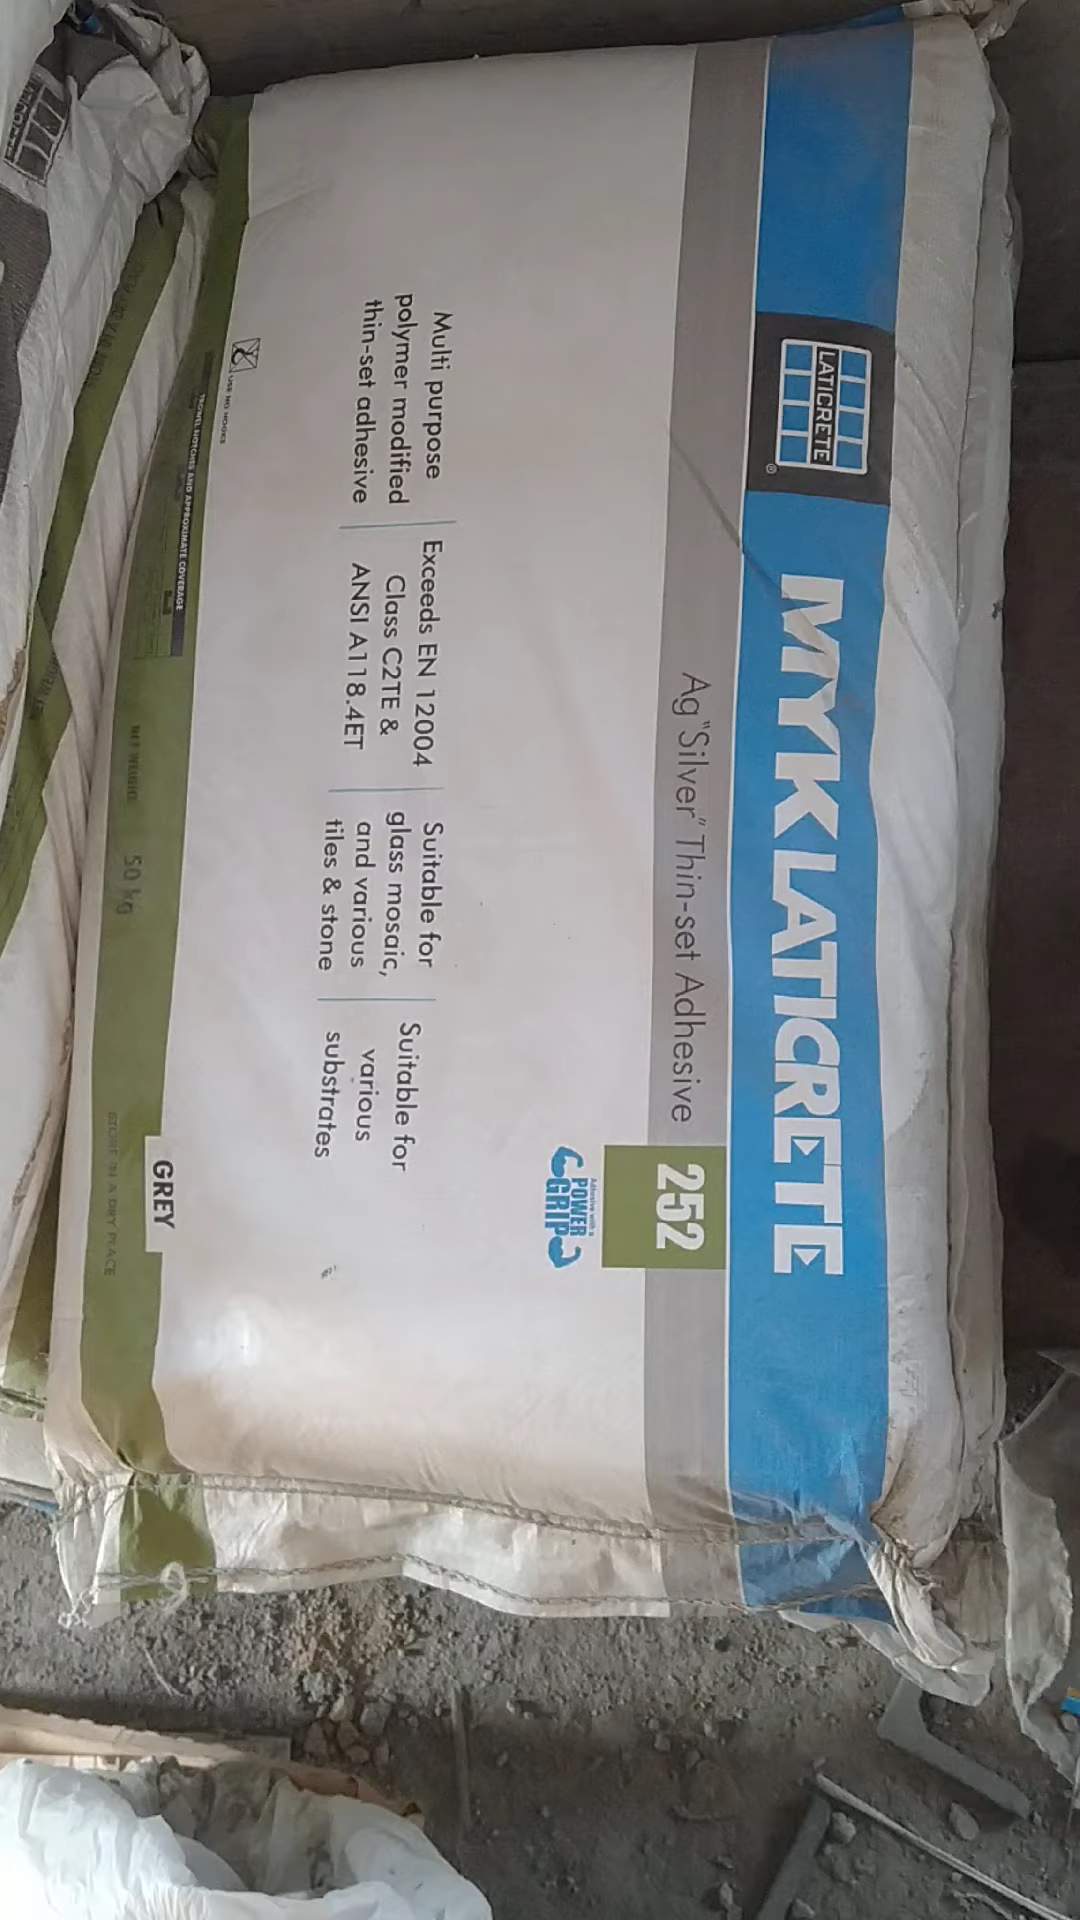 LATICRETE
®
MYK LATICRETE
Ag "Silver" Thin-set Adhesive
252
Adhesive with a
POWER
GRIP
Multi purpose
polymer modified
thin-set adhesive
Exceeds EN 12004
Class C2TE &
ANSI A118.4ET
Suitable for
glass mosaic,
and various
tiles & stone
Suitable for
various
substrates
USE NO HOOKS
TROWEL NOTCHES AND APPROXIMATE COVERAGE
NET WEIGHT
50 kg
GREY
STORE IN A DRY PLACE